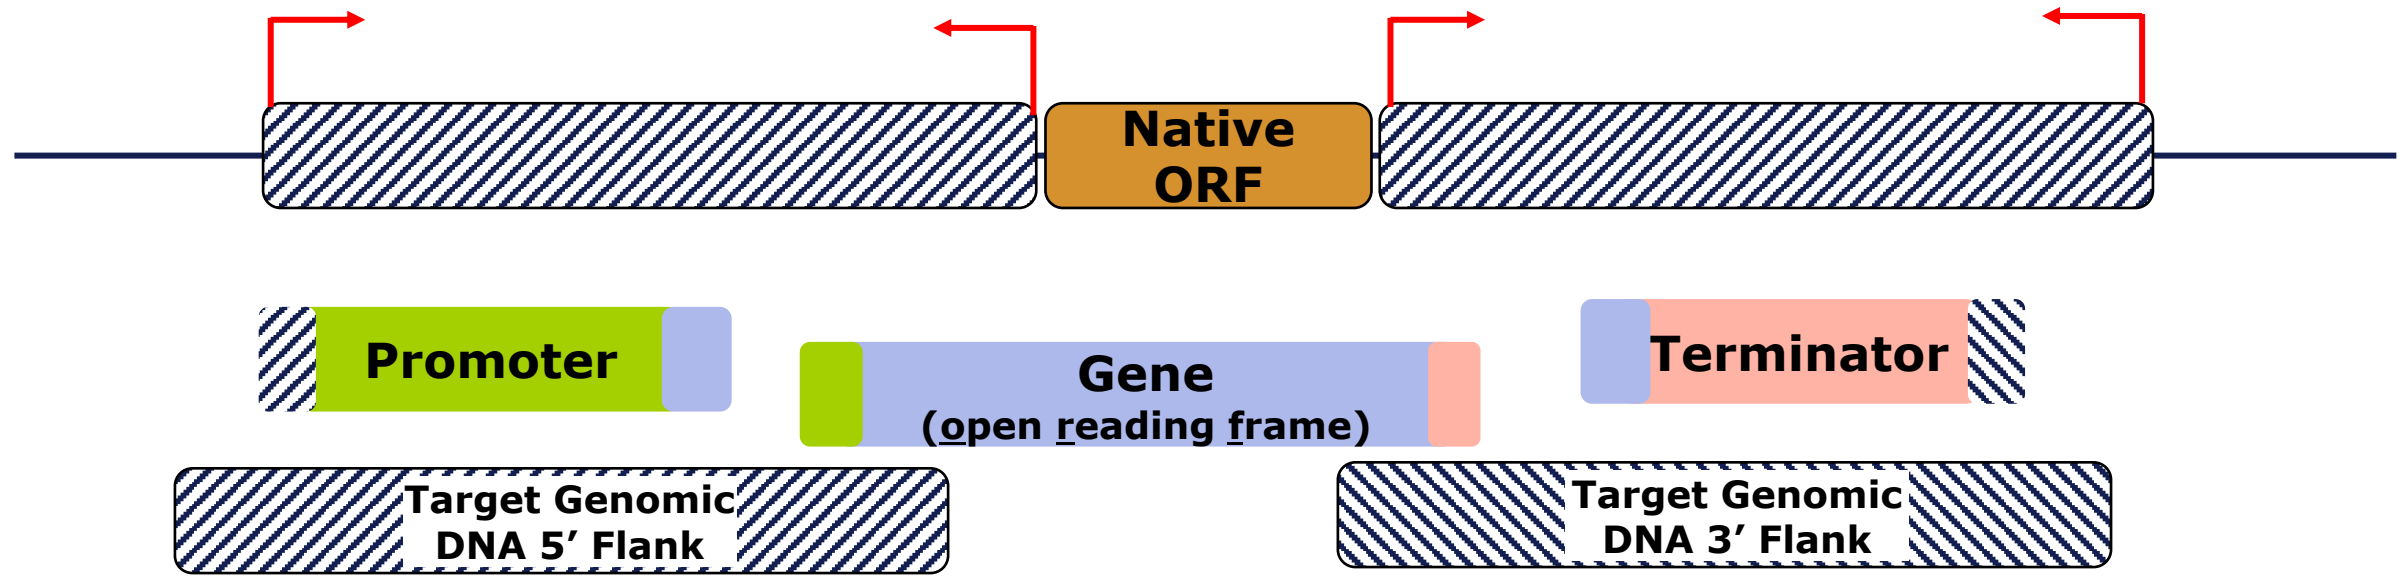 Native
ORF
Promoter
Gene
(open reading frame)
Terminator
Target Genomic
DNA 5′ Flank
Target Genomic
DNA 3′ Flank